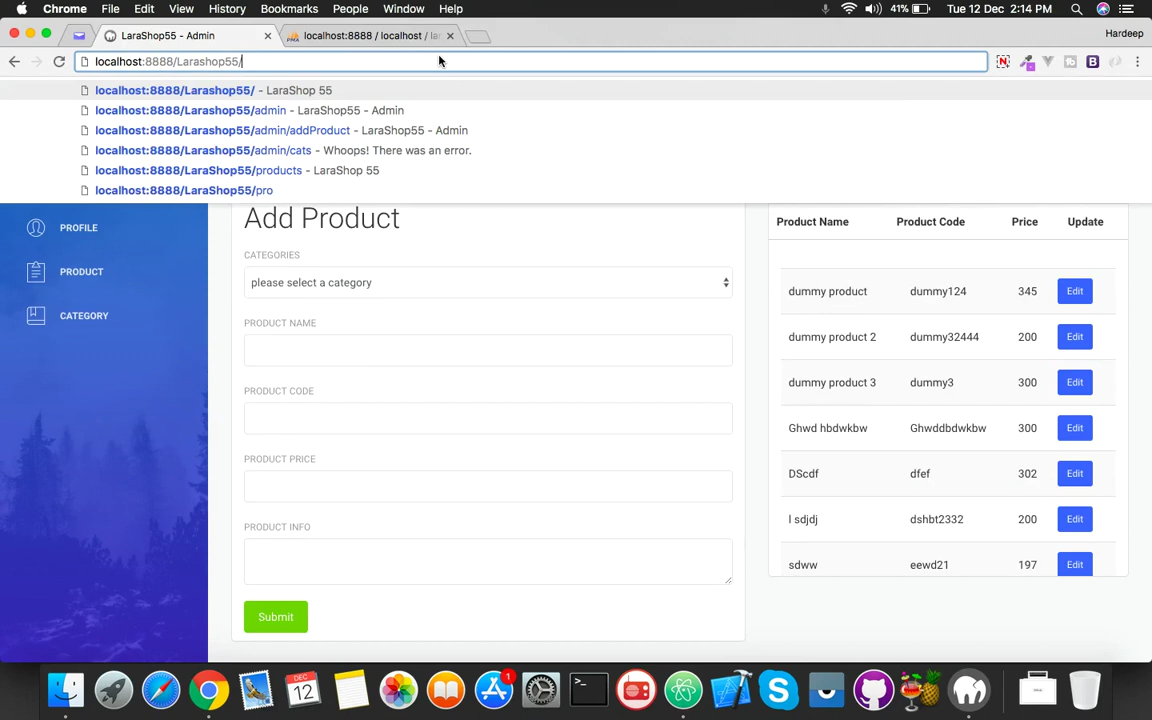 Chrome File Edit View History Bookmarks People Window Help 41% Tue 12 Dec 2:14 PM
LaraShop55 - Admin localhost:8888 / localhost / la
Hardeep
localhost:8888/Larashop55/
localhost:8888/Larashop55/ - LaraShop 55
localhost:8888/Larashop55/admin - LaraShop55 - Admin
localhost:8888/Larashop55/admin/addProduct - LaraShop55 - Admin
localhost:8888/Larashop55/admin/cats - Whoops! There was an error.
localhost:8888/LaraShop55/products - LaraShop 55
localhost:8888/LaraShop55/pro
PROFILE
PRODUCT
CATEGORY
Add Product
CATEGORIES
please select a category
PRODUCT NAME
PRODUCT CODE
PRODUCT PRICE
PRODUCT INFO
Submit
Product Name Product Code Price Update
dummy product dummy124 345 Edit
dummy product 2 dummy32444 200 Edit
dummy product 3 dummy3 300 Edit
Ghwd hbdwkbw Ghwddbdwkbw 300 Edit
DScdf dfef 302 Edit
l sdjdj dshbt2332 200 Edit
sdww eewd21 197 Edit
DEC
12
1